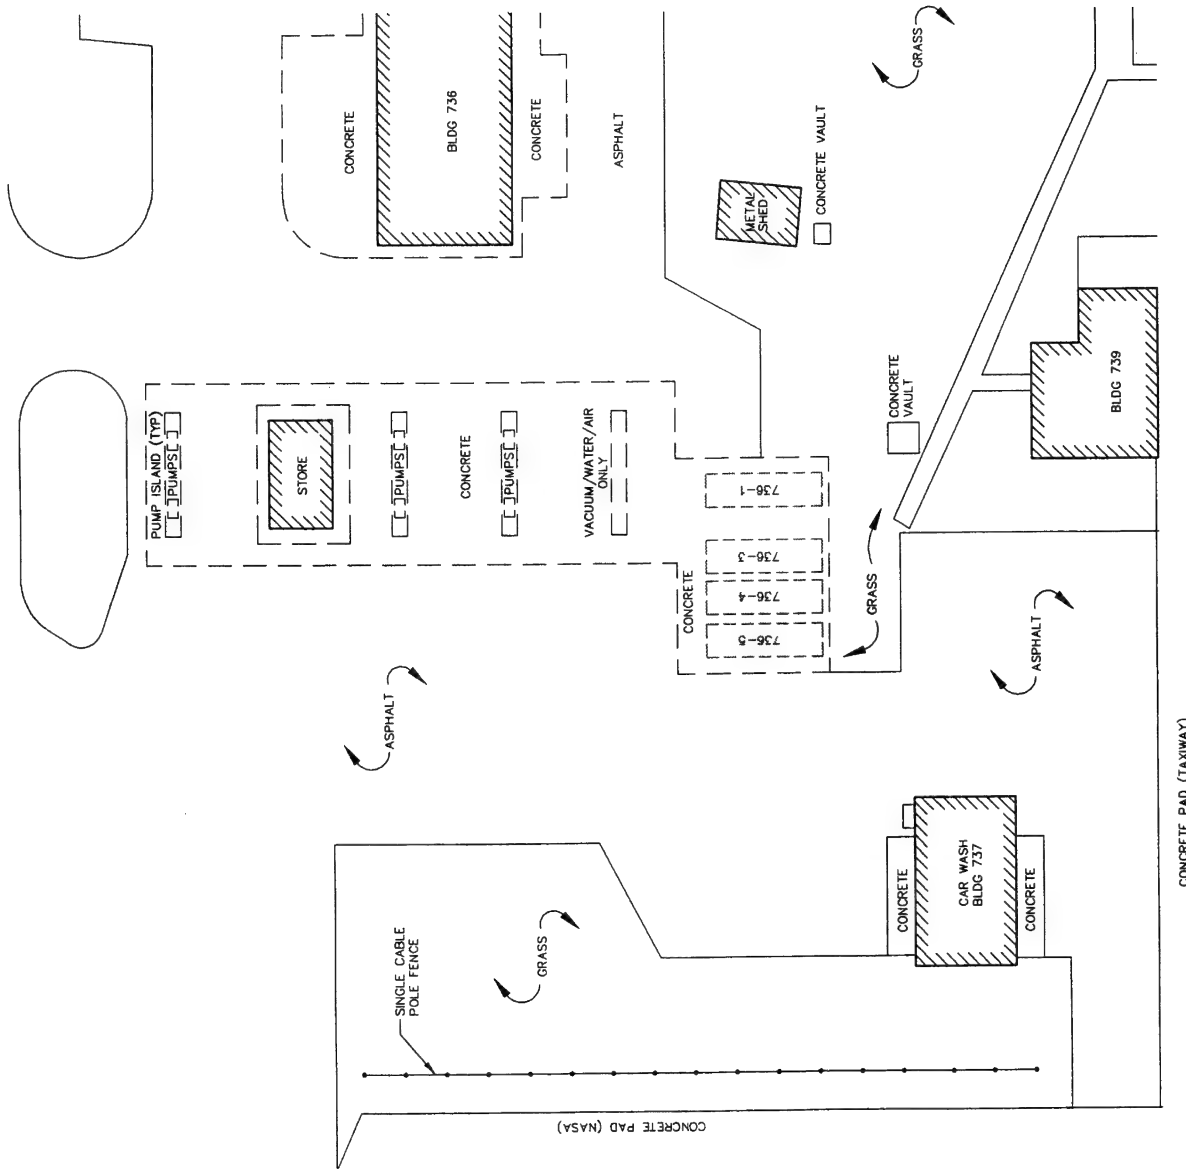 CONCRETE
BLDG 736
CONCRETE
ASPHALT
GRASS
METAL
SHED
CONCRETE VAULT
PUMP ISLAND (TYP)
PUMPS
STORE
PUMPS
CONCRETE
PUMPS
VACUUM/WATER/AIR
ONLY
CONCRETE
VAULT
BLDG 739
736-1
736-3
736-4
736-5
CONCRETE
GRASS
ASPHALT
ASPHALT
CAR WASH
BLDG 737
CONCRETE
CONCRETE
GRASS
SINGLE CABLE
POLE FENCE
CONCRETE PAD (NASA)
CONCRETE PAD (TAXIWAY)